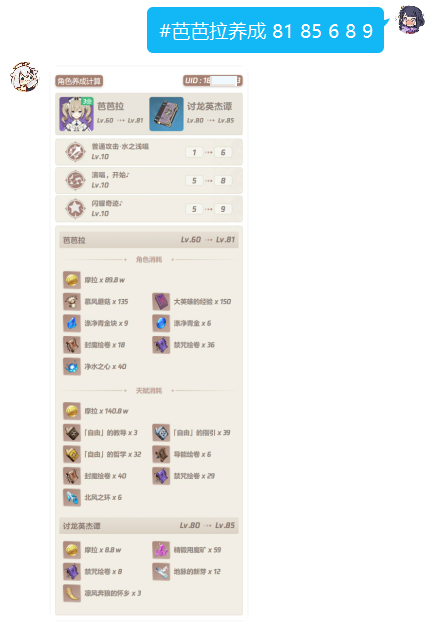 #芭芭拉养成 81 85 6 8 9
角色养成计算
UID : 18
3命
芭芭拉
Lv.60 → Lv.81
讨龙英杰谭
Lv.80 → Lv.85
普通攻击·水之浅唱
Lv.10
1 → 6
演唱，开始♪
Lv.10
5 → 8
闪耀奇迹♪
Lv.10
5 → 9
芭芭拉
Lv.60 → Lv.81
角色消耗
摩拉 x 89.8 w
慕风蘑菇 x 135
大英雄的经验 x 150
涤净青金块 x 9
涤净青金 x 6
封魔绘卷 x 18
禁咒绘卷 x 36
净水之心 x 40
天赋消耗
摩拉 x 140.8 w
「自由」的教导 x 3
「自由」的指引 x 39
「自由」的哲学 x 32
导能绘卷 x 6
封魔绘卷 x 40
禁咒绘卷 x 29
北风之环 x 6
讨龙英杰谭
Lv.80 → Lv.85
摩拉 x 8.8 w
精锻用魔矿 x 59
禁咒绘卷 x 8
地脉的新芽 x 12
凛风奔狼的怀乡 x 3